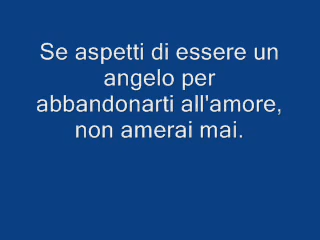 Se aspetti di essere un
angelo per
abbandonarti all'amore,
non amerai mai.